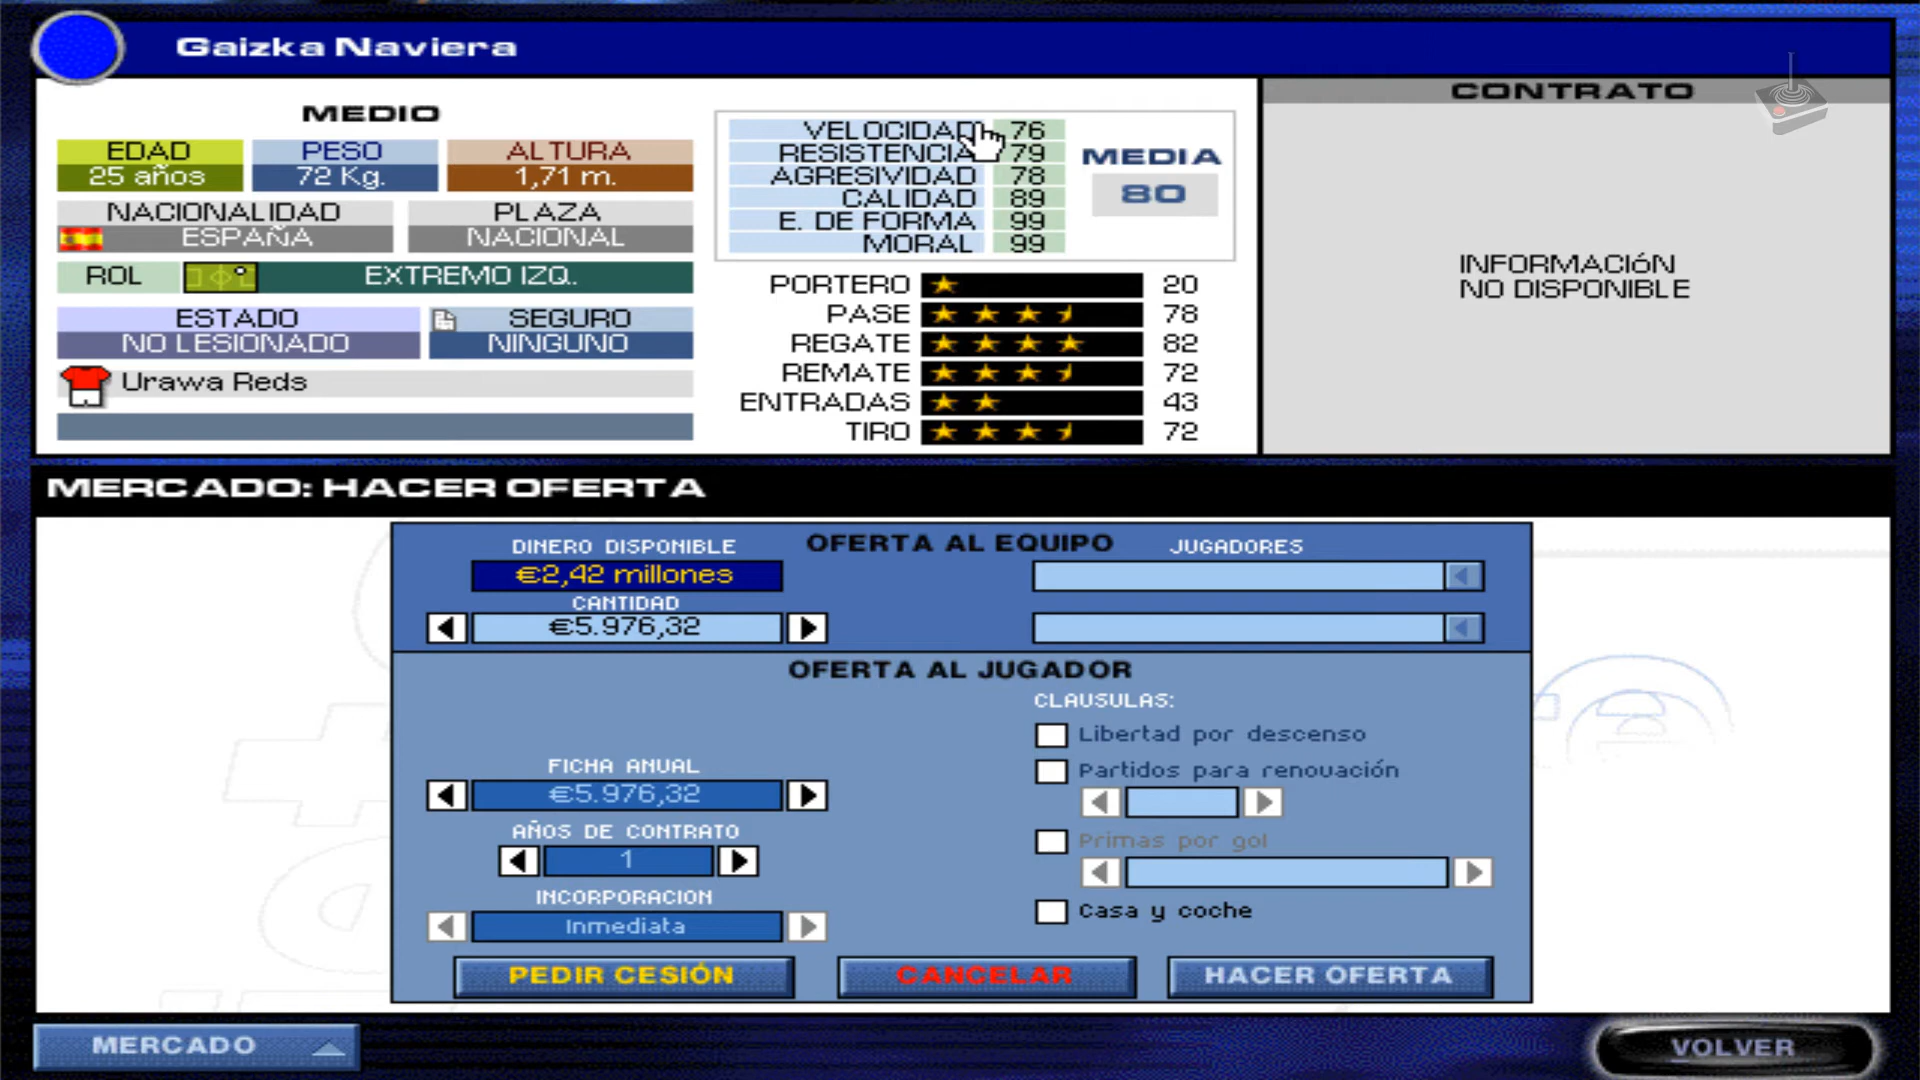 Gaizka Naviera
MEDIO
EDAD
25 años
PESO
72 Kg.
ALTURA
1,71 m.
NACIONALIDAD
ESPAÑA
PLAZA
NACIONAL
ROL
EXTREMO IZQ.
ESTADO
NO LESIONADO
SEGURO
NINGUNO
Urawa Reds
VELOCIDAD 76
RESISTENCIA 79
AGRESIVIDAD 78
CALIDAD 89
E. DE FORMA 99
MORAL 99
MEDIA
80
PORTERO 20
PASE 78
REGATE 82
REMATE 72
ENTRADAS 43
TIRO 72
CONTRATO
INFORMACIóN
NO DISPONIBLE
MERCADO: HACER OFERTA
OFERTA AL EQUIPO
DINERO DISPONIBLE
€2,42 millones
CANTIDAD
€5.976,32
JUGADORES
OFERTA AL JUGADOR
FICHA ANUAL
€5.976,32
AÑOS DE CONTRATO
1
INCORPORACION
Inmediata
CLAUSULAS:
Libertad por descenso
Partidos para renovación
Primas por gol
Casa y coche
PEDIR CESIÓN
CANCELAR
HACER OFERTA
MERCADO
VOLVER